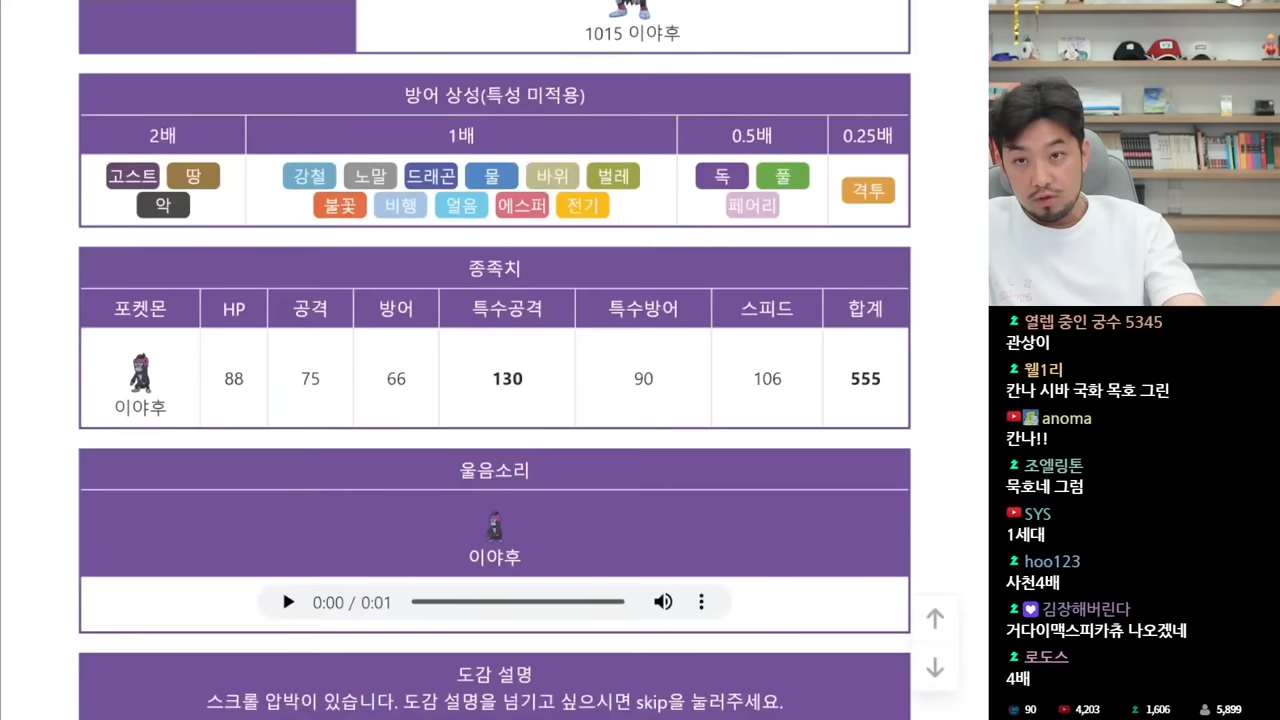 1015 이야후
방어 상성(특성 미적용)
2배 1배 0.5배 0.25배
고스트 땅 강철 노말 드래곤 물 바위 벌레 독 풀 격투
악 불꽃 비행 얼음 에스퍼 전기 페어리
종족치
포켓몬 HP 공격 방어 특수공격 특수방어 스피드 합계
88 75 66 130 90 106 555
이야후
울음소리
이야후
0:00 / 0:01
도감 설명
스크롤 압박이 있습니다. 도감 설명을 넘기고 싶으시면 skip을 눌러주세요.
열렙 중인 궁수 5345
관상이
웰1리
칸나 시바 국화 목호 그린
anoma
칸나!!
조엘링톤
묵호네 그럼
SYS
1세대
hoo123
사천4배
김장해버린다
거다이맥스피카츄 나오겠네
로도스
4배
90 4,203 1,606 5,899